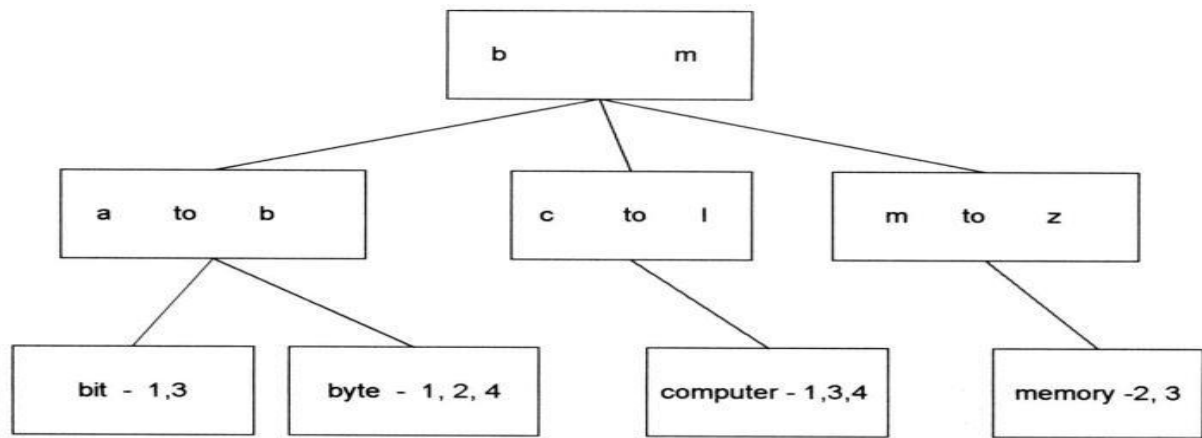 b m
a to b
c to l
m to z
bit - 1,3
byte - 1, 2, 4
computer - 1,3,4
memory -2, 3